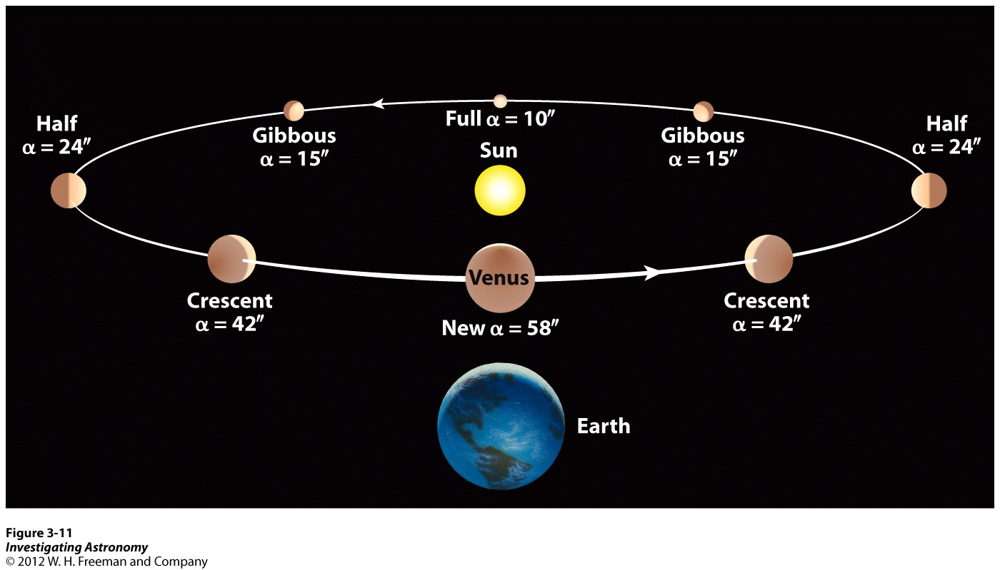 Half
α = 24″
Gibbous
α = 15″
Full α = 10″
Sun
Gibbous
α = 15″
Half
α = 24″
Crescent
α = 42″
Venus
New α = 58″
Crescent
α = 42″
Earth
Figure 3-11
Investigating Astronomy
© 2012 W. H. Freeman and Company